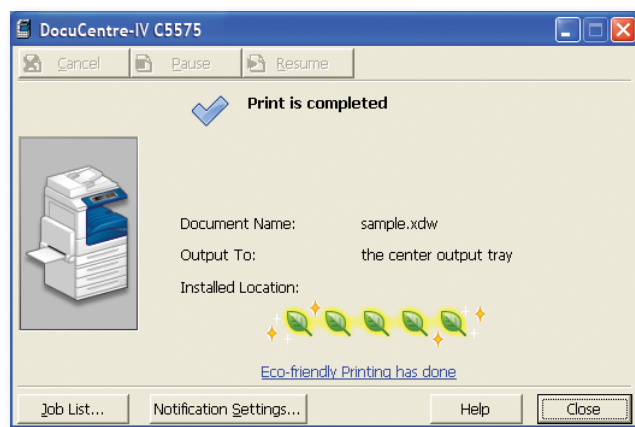 DocuCentre-IV C5575
Cancel Pause Resume
Print is completed
Document Name: sample.xdw
Output To: the center output tray
Installed Location:
Eco-friendly Printing has done
Job List... Notification Settings... Help Close